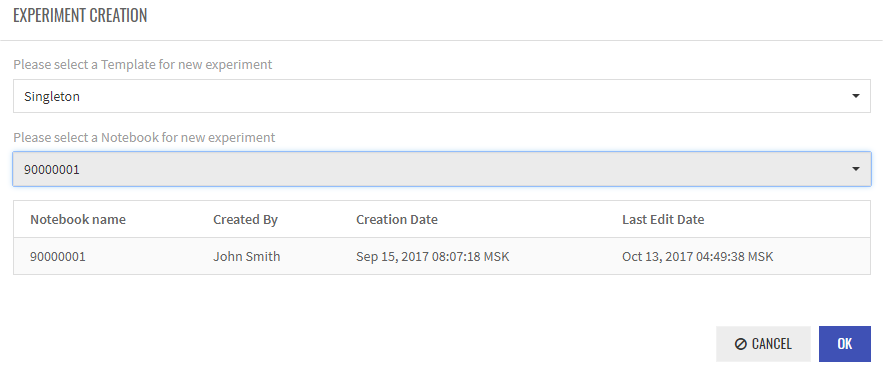 EXPERIMENT CREATION
Please select a Template for new experiment
Singleton
Please select a Notebook for new experiment
90000001
Notebook name Created By Creation Date Last Edit Date
90000001 John Smith Sep 15, 2017 08:07:18 MSK Oct 13, 2017 04:49:38 MSK
CANCEL OK